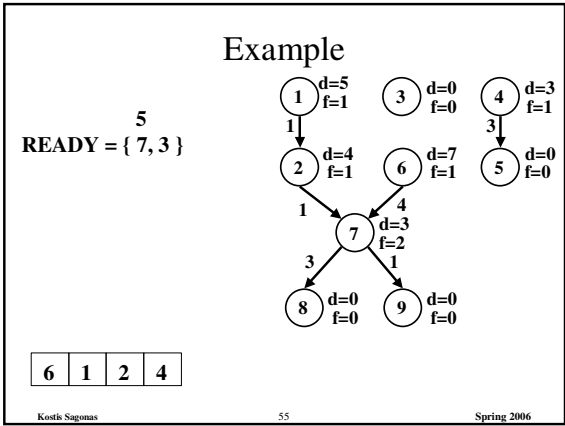 Example
5
READY = { 7, 3 }
1 d=5 f=1
3 d=0 f=0
4 d=3 f=1
1
3
2 d=4 f=1
6 d=7 f=1
5 d=0 f=0
1
4
7 d=3 f=2
3
1
8 d=0 f=0
9 d=0 f=0
6 1 2 4
Kostis Sagonas 55 Spring 2006